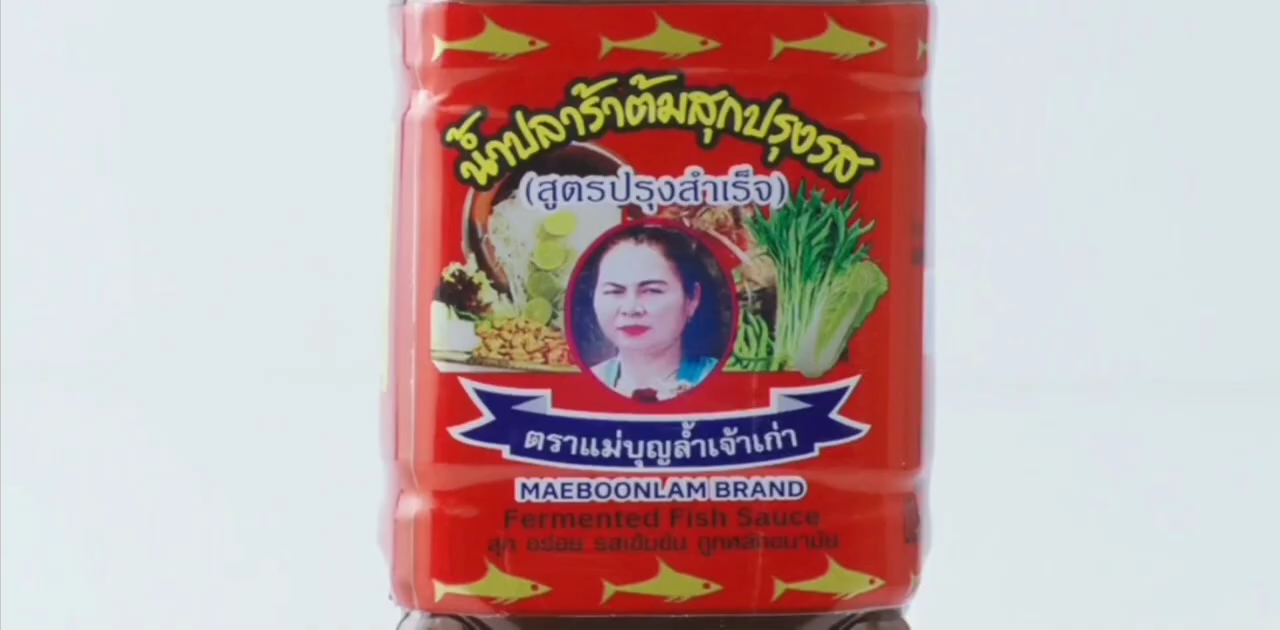 น้ำปลาร้าต้มสุกปรุงรส
(สูตรปรุงสำเร็จ)
ตราแม่บุญล้ำเจ้าเก่า
MAEBOONLAM BRAND
Fermented Fish Sauce
สุก อร่อย รสเข้มข้น ถูกหลักอนามัย